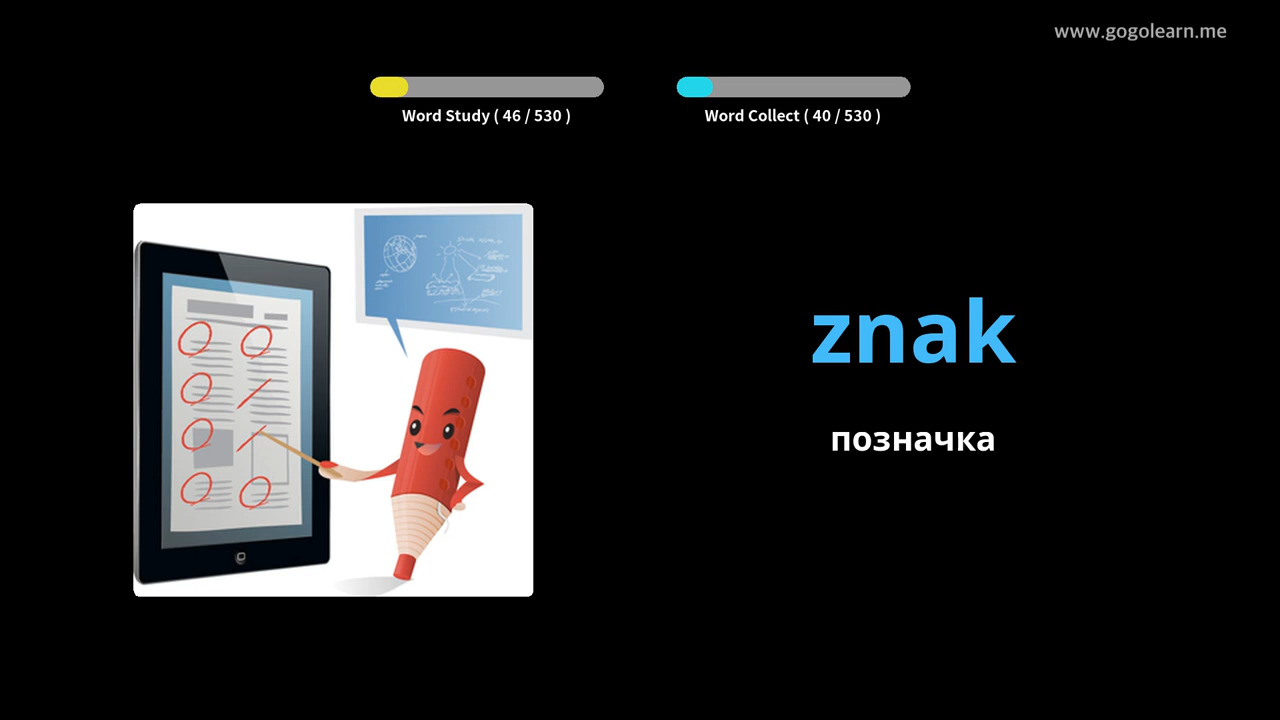 www.gogolearn.me
Word Study ( 46 / 530 )
Word Collect ( 40 / 530 )
znak
позначка